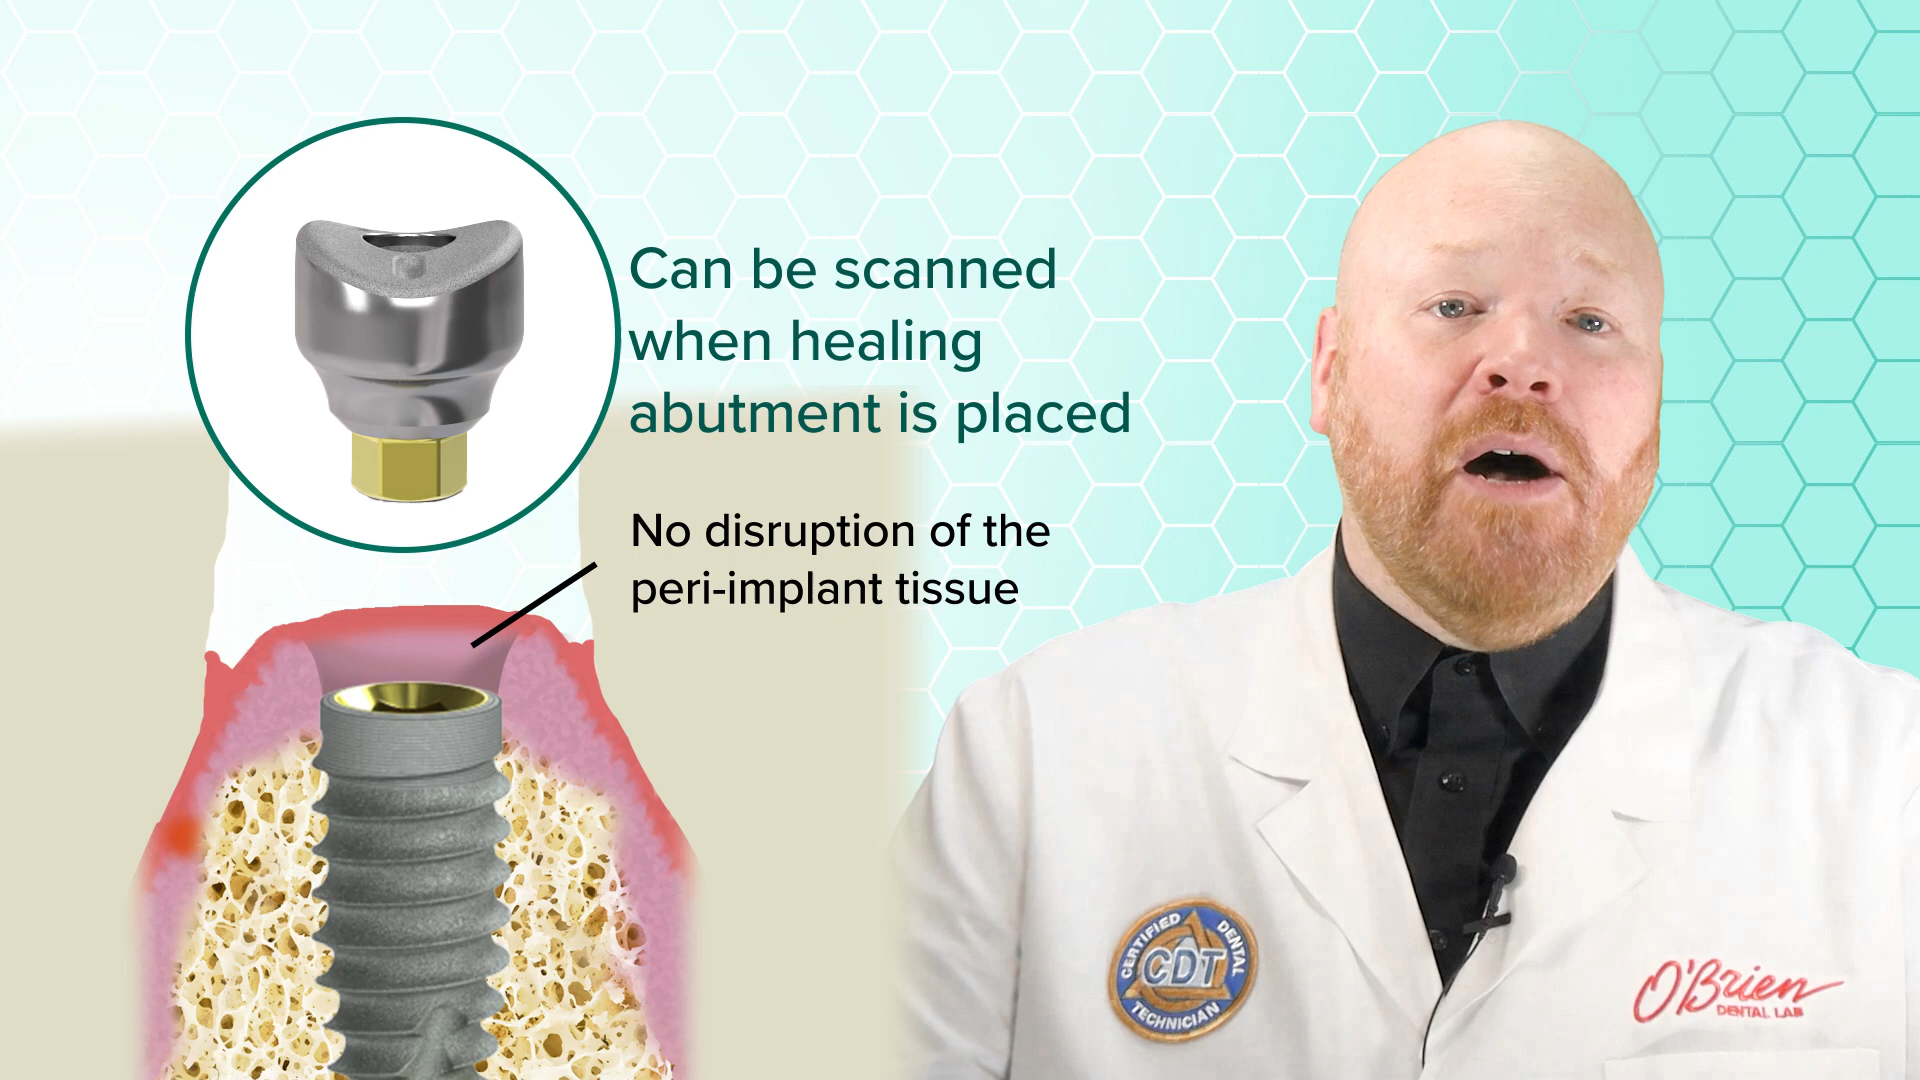 Can be scanned
when healing
abutment is placed
No disruption of the
peri-implant tissue
CERTIFIED DENTAL
CDT
TECHNICIAN
O'Brien
DENTAL LAB